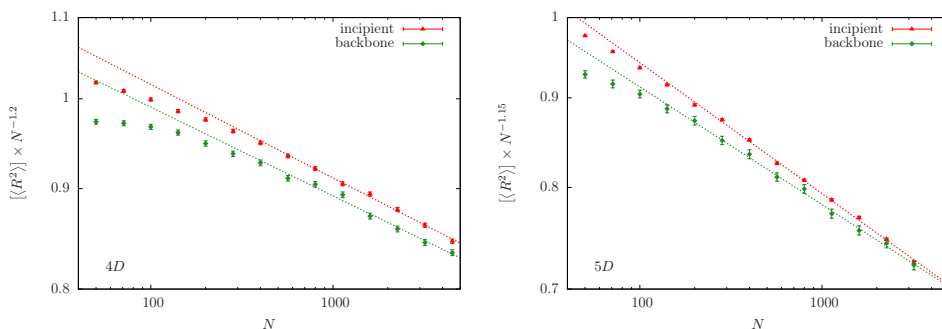 1.1
1
0.9
0.8
[⟨R²⟩] × N^{−1.2}
incipient
backbone
4D
100
1000
N
1
0.9
0.8
0.7
[⟨R²⟩] × N^{−1.15}
incipient
backbone
5D
100
1000
N